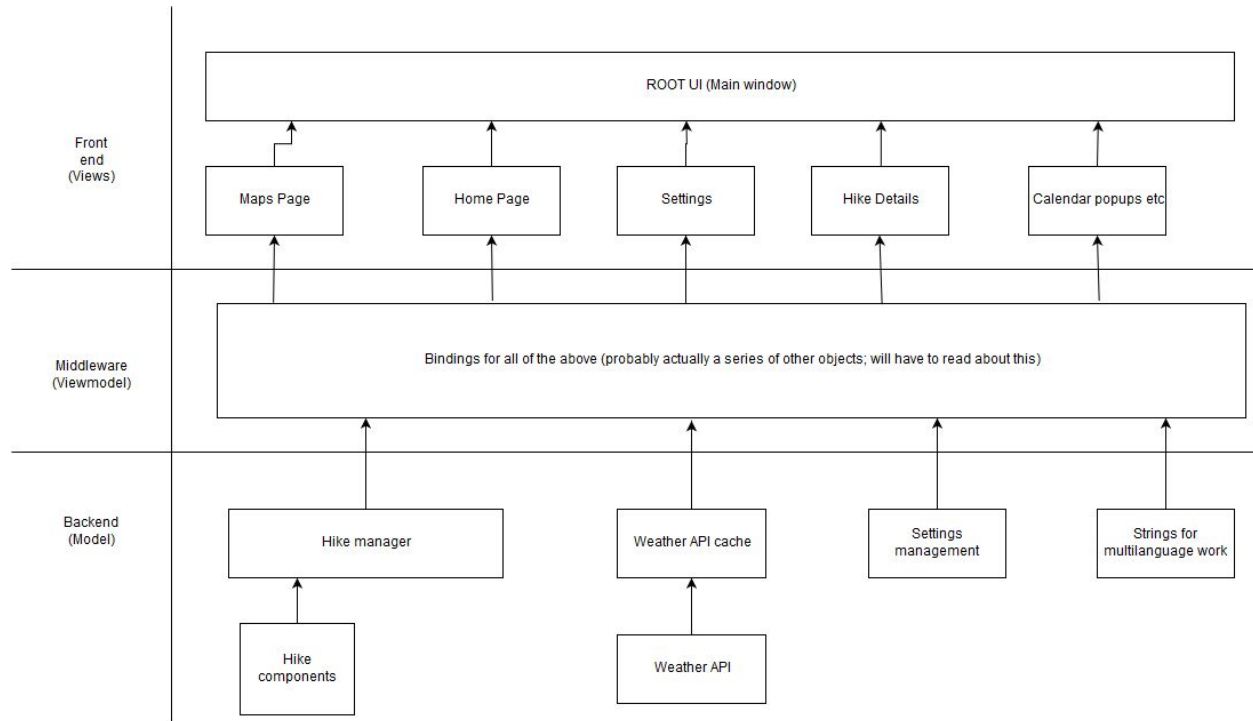 ROOT UI (Main window)
Front
end
(Views)
Maps Page
Home Page
Settings
Hike Details
Calendar popups etc
Middleware
(Viewmodel)
Bindings for all of the above (probably actually a series of other objects; will have to read about this)
Backend
(Model)
Hike manager
Weather API cache
Settings
management
Strings for
multilanguage work
Hike
components
Weather API